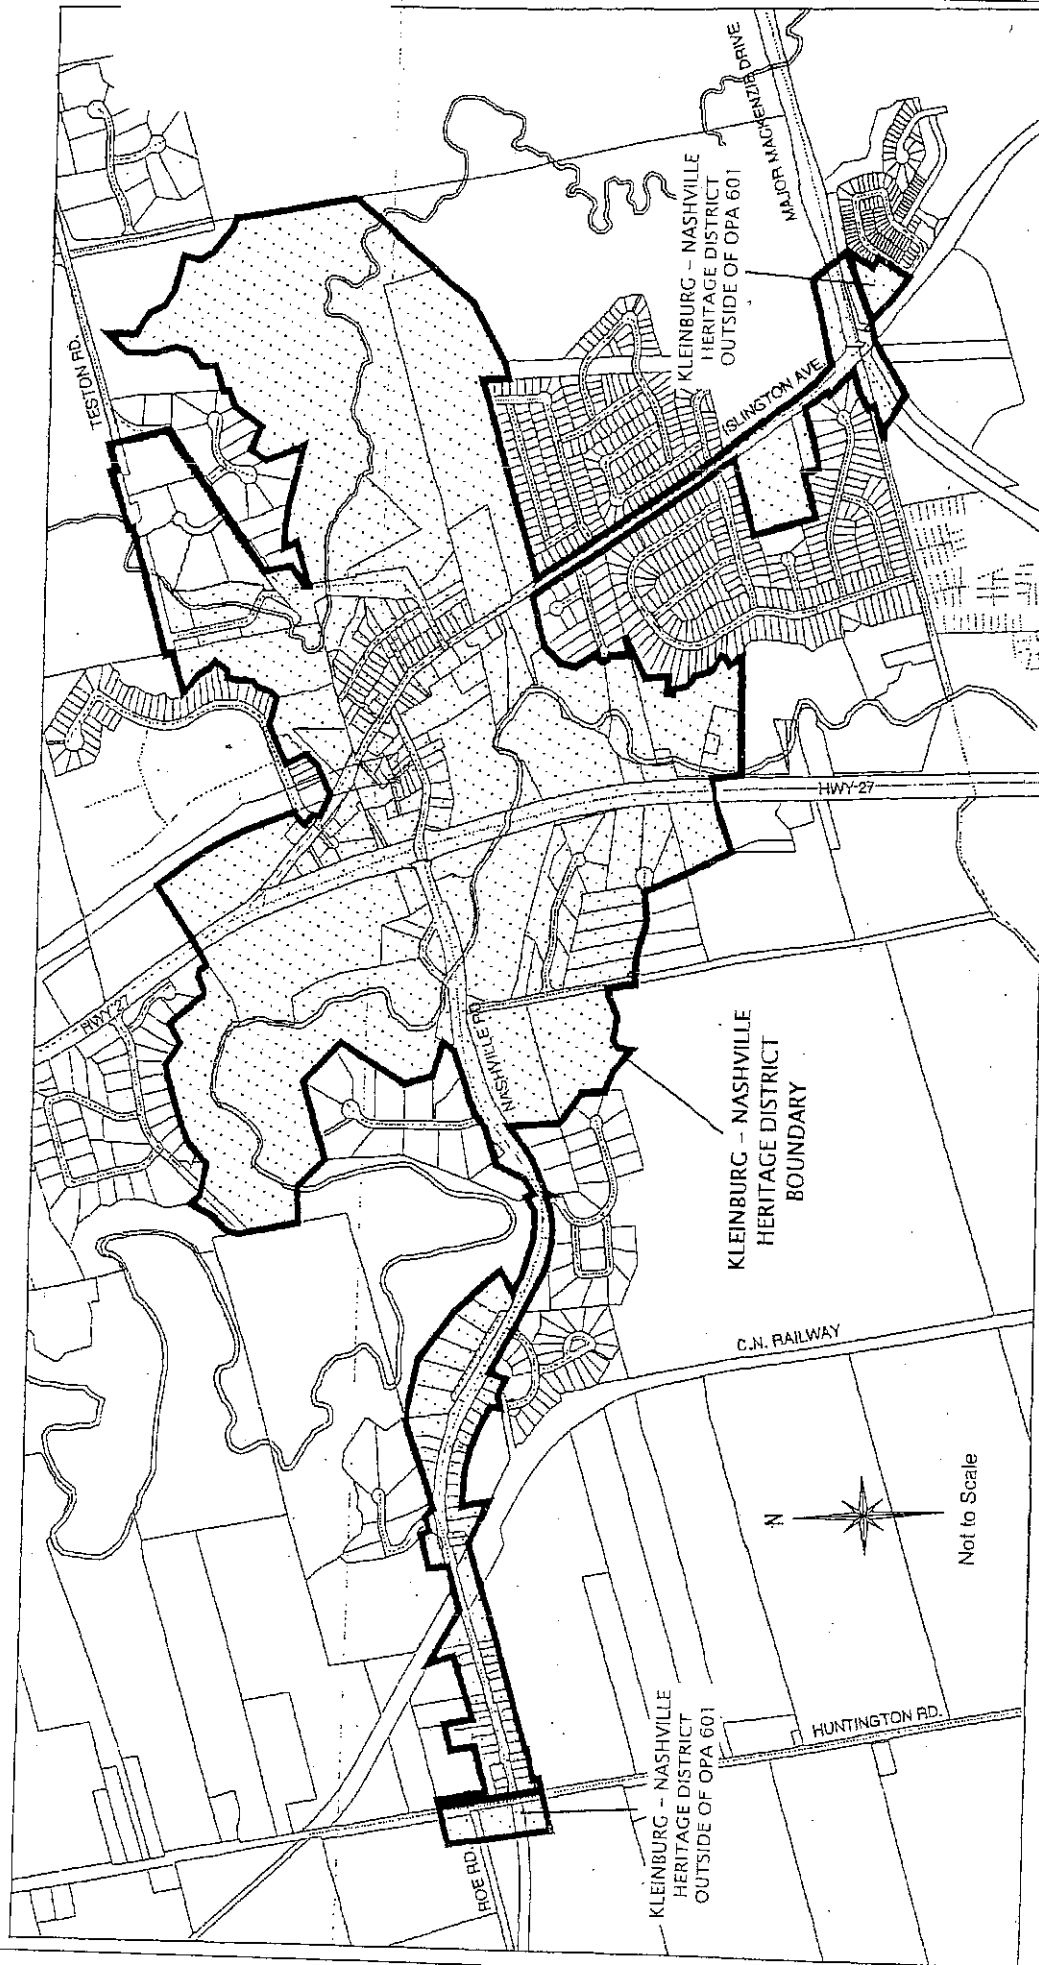 TESTON RD.
MAJOR MACKENZIE DRIVE
KLEINBURG – NASHVILLE
HERITAGE DISTRICT
OUTSIDE OF OPA 601
ISLINGTON AVE.
HWY 27
HWY 27
NASHVILLE RD.
KLEINBURG – NASHVILLE
HERITAGE DISTRICT
BOUNDARY
C.N. RAILWAY
N
Not to Scale
HUNTINGTON RD.
KLEINBURG – NASHVILLE
HERITAGE DISTRICT
OUTSIDE OF OPA 601
ROE RD.